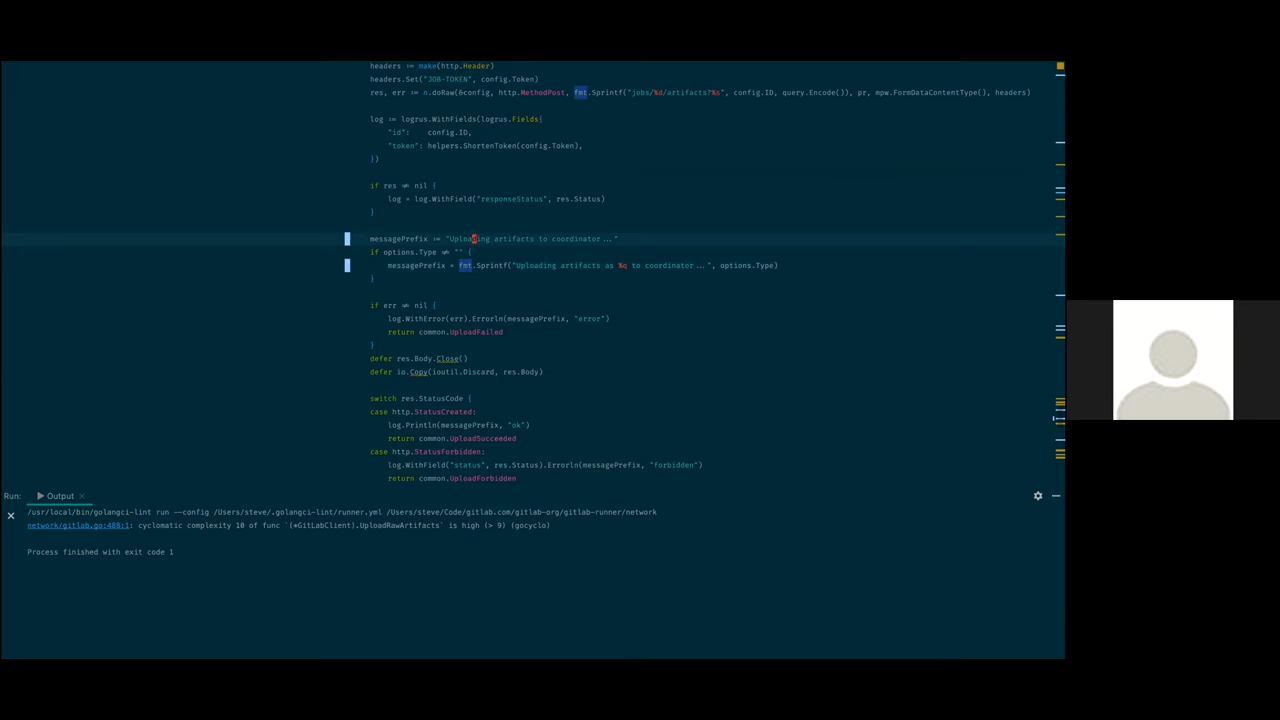 headers := make(http.Header)
headers.Set("JOB-TOKEN", config.Token)
res, err := n.doRaw(&config, http.MethodPost, fmt.Sprintf("jobs/%d/artifacts?%s", config.ID, query.Encode()), pr, mpw.FormDataContentType(), headers)
log := logrus.WithFields(logrus.Fields{
"id": config.ID,
"token": helpers.ShortenToken(config.Token),
})
if res ≠ nil {
log = log.WithField("responseStatus", res.Status)
}
messagePrefix := "Uploading artifacts to coordinator..."
if options.Type ≠ "" {
messagePrefix = fmt.Sprintf("Uploading artifacts as %q to coordinator...", options.Type)
}
if err ≠ nil {
log.WithError(err).Errorln(messagePrefix, "error")
return common.UploadFailed
}
defer res.Body.Close()
defer io.Copy(ioutil.Discard, res.Body)
switch res.StatusCode {
case http.StatusCreated:
log.Println(messagePrefix, "ok")
return common.UploadSucceeded
case http.StatusForbidden:
log.WithField("status", res.Status).Errorln(messagePrefix, "forbidden")
return common.UploadForbidden
Run: Output
/usr/local/bin/golangci-lint run --config /Users/steve/.golangci-lint/runner.yml /Users/steve/Code/gitlab.com/gitlab-org/gitlab-runner/network
network/gitlab.go:488:1: cyclomatic complexity 10 of func `(*GitLabClient).UploadRawArtifacts` is high (> 9) (gocyclo)
Process finished with exit code 1